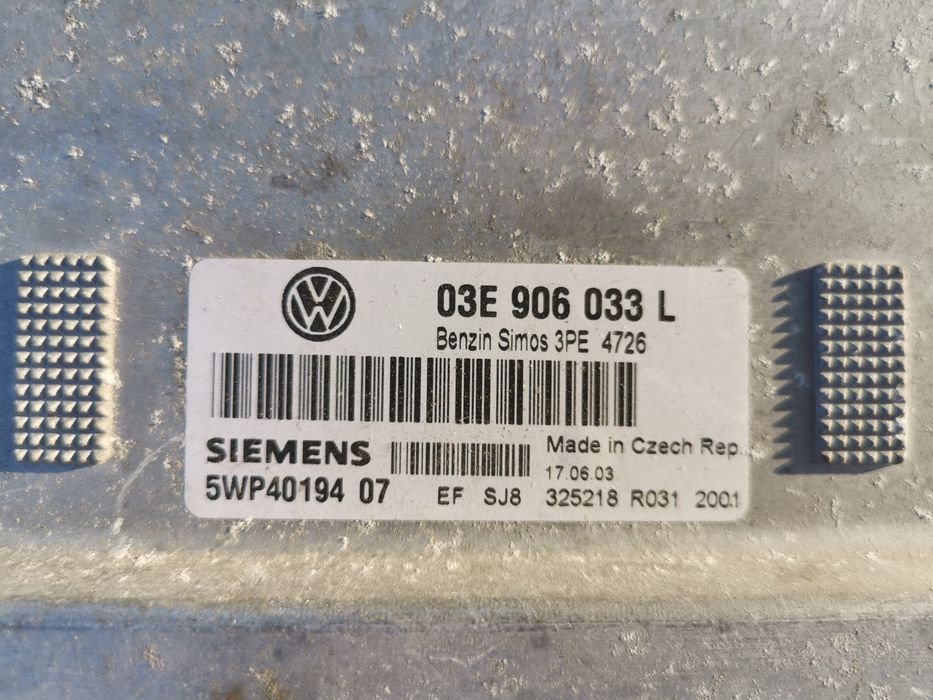 03E 906 033 L
Benzin Simos 3PE 4726
SIEMENS
Made in Czech Rep.
17.06.03
5WP40194 07
EF SJ8 325218 R031 2001